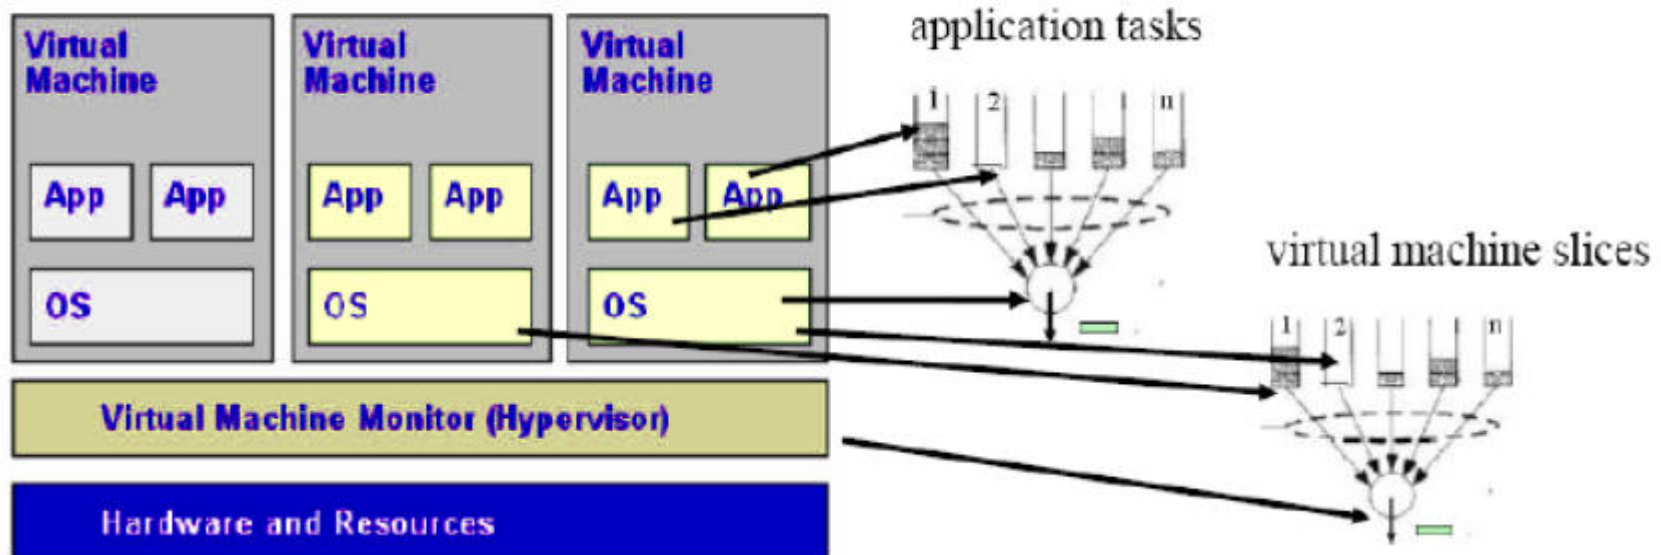 Virtual
Machine
App
App
OS
Virtual
Machine
App
App
OS
Virtual
Machine
App
App
OS
Virtual Machine Monitor (Hypervisor)
Hardware and Resources
application tasks
1 2 n
virtual machine slices
1 2 n